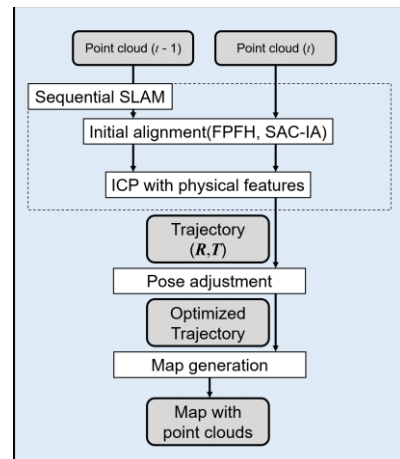 Point cloud (t - 1)
Point cloud (t)
Sequential SLAM
Initial alignment(FPFH, SAC-IA)
ICP with physical features
Trajectory
(R,T)
Pose adjustment
Optimized
Trajectory
Map generation
Map with
point clouds